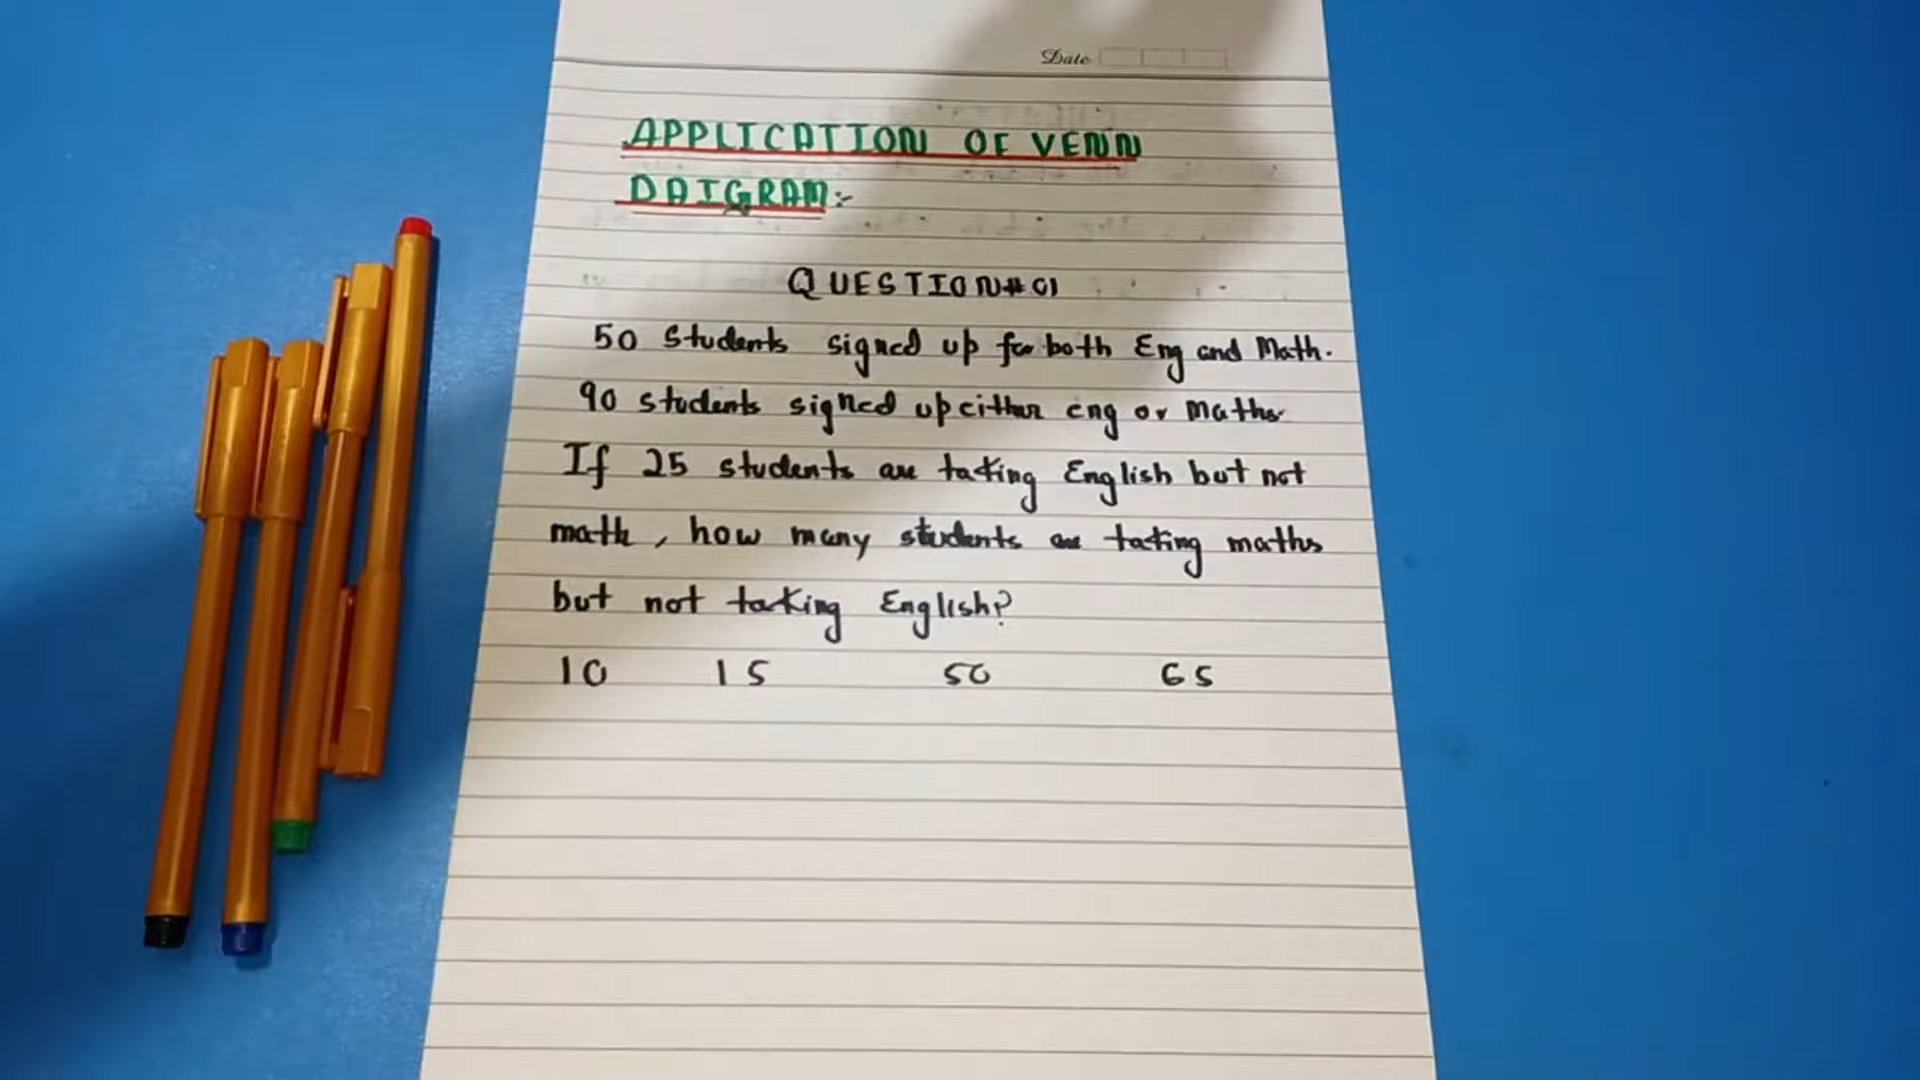 Date
APPLICATION OF VENN
DAIGRAM:-
QUESTION#01
50 Students signed up for both Eng and Math.
90 students signed up either eng or Maths.
If 25 students are taking English but not
math, how many students are taking maths
but not taking English?
10 15 50 65